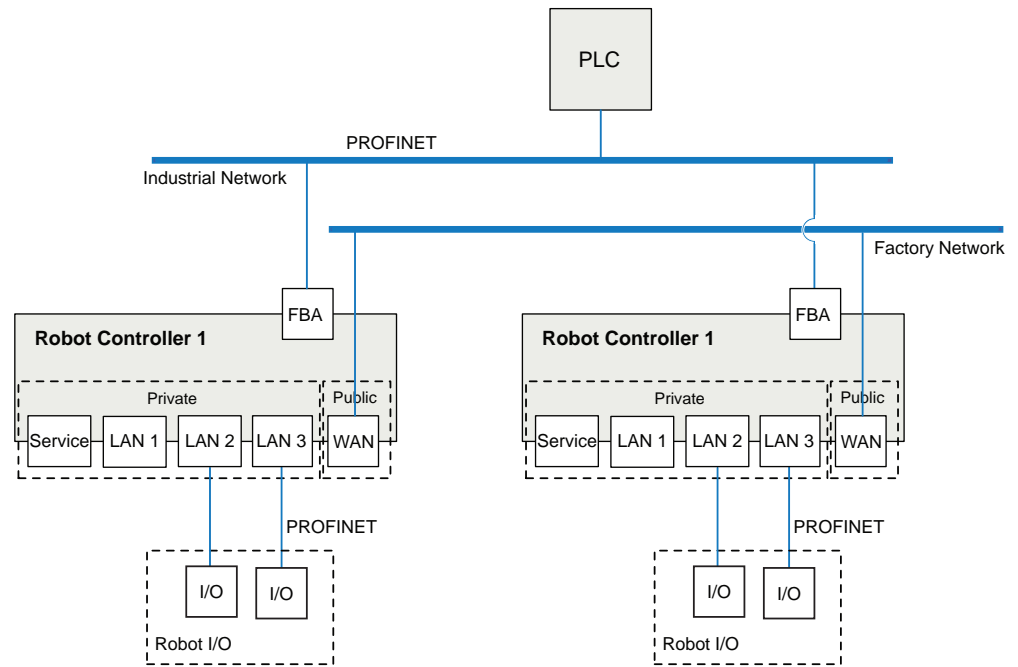 PLC
PROFINET
Industrial Network
Factory Network
FBA
Robot Controller 1
Private
Public
Service
LAN 1
LAN 2
LAN 3
WAN
PROFINET
I/O
I/O
Robot I/O
FBA
Robot Controller 1
Private
Public
Service
LAN 1
LAN 2
LAN 3
WAN
PROFINET
I/O
I/O
Robot I/O